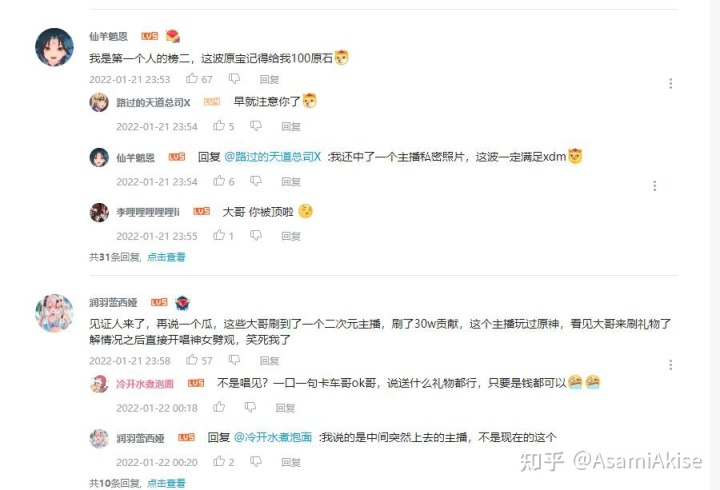 仙羊魈恩 LV5
我是第一个人的榜二，这波原宝记得给我100原石
2022-01-21 23:53 67 回复
路过的天道总司X LV4 早就注意你了
2022-01-21 23:54 5 回复
仙羊魈恩 LV5 回复 @路过的天道总司X :我还中了一个主播私密照片，这波一定满足xdm
2022-01-21 23:54 6 回复
李哩哩哩哩哩li LV5 大哥 你被顶啦
2022-01-21 23:55 1 回复
共31条回复, 点击查看
润羽蕾西娅 LV5
见证人来了，再说一个瓜，这些大哥刷到了一个二次元主播，刷了30w贡献，这个主播玩过原神，看见大哥来刷礼物了
解情况之后直接开唱神女劈观，笑死我了
2022-01-21 23:58 57 回复
冷开水煮泡面 LV5 不是唱见？一口一句卡车哥ok哥，说送什么礼物都行，只要是钱都可以
2022-01-22 00:18 回复
润羽蕾西娅 LV5 回复 @冷开水煮泡面 :我说的是中间突然上去的主播，不是现在的这个
2022-01-22 00:20 2 回复
共10条回复, 点击查看
知乎 @AsamiAkise